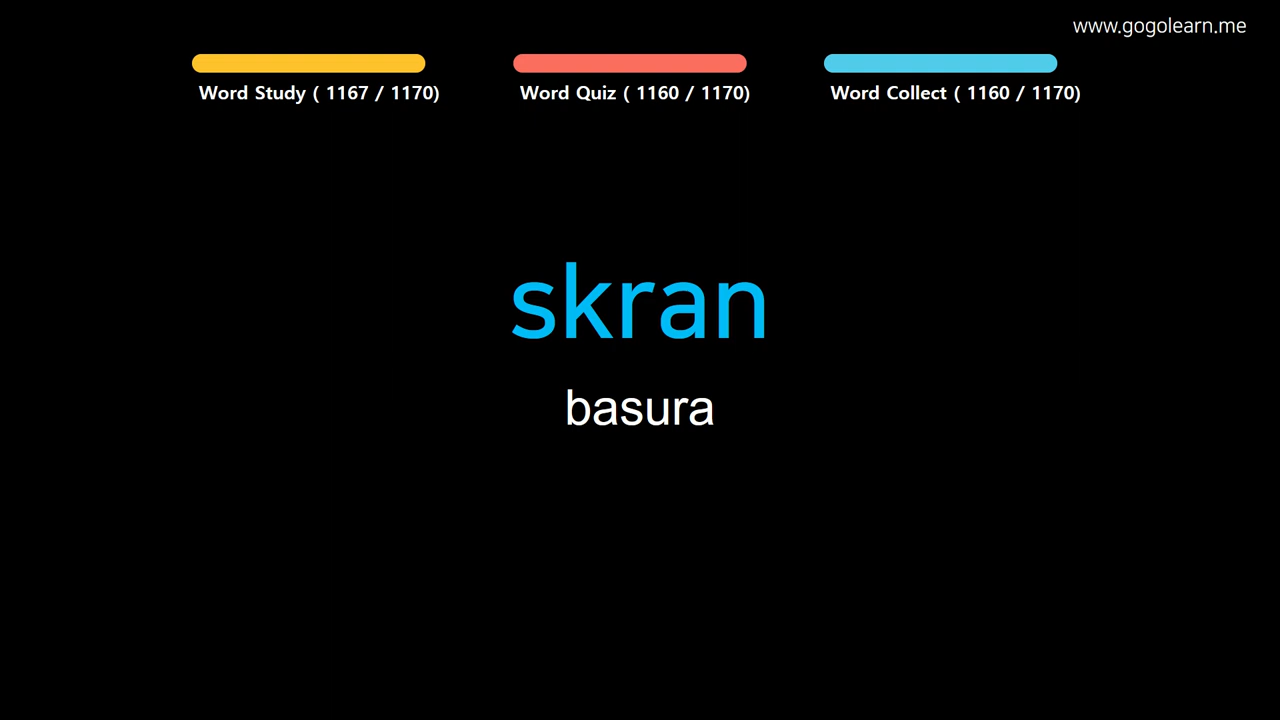 www.gogolearn.me
Word Study ( 1167 / 1170)
Word Quiz ( 1160 / 1170)
Word Collect ( 1160 / 1170)
skran
basura